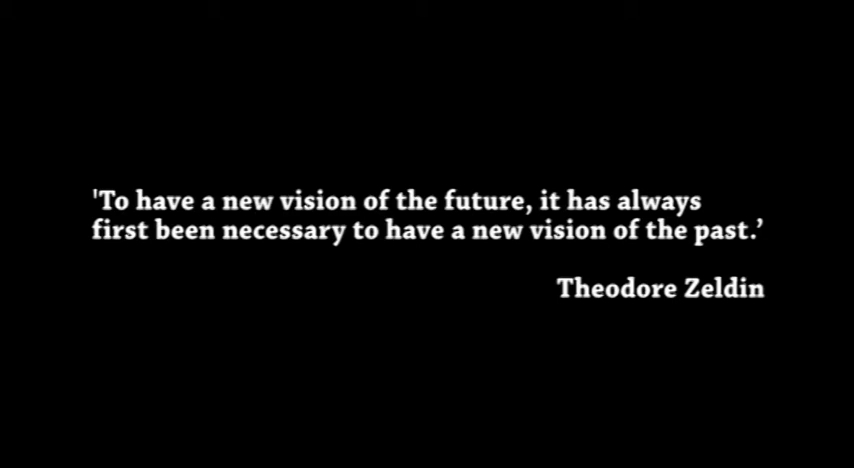 'To have a new vision of the future, it has always
first been necessary to have a new vision of the past.’
Theodore Zeldin